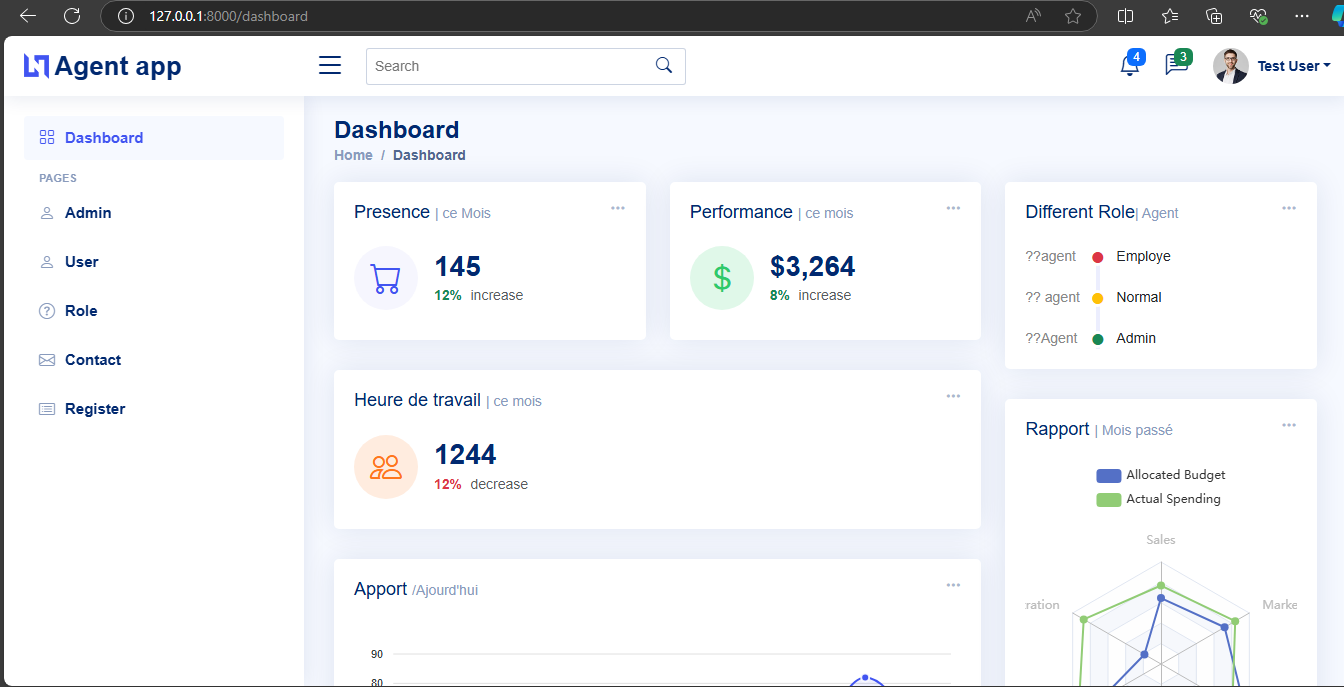 127.0.0.1:8000/dashboard
Agent app
Search
4
3
Test User
Dashboard
PAGES
Admin
User
Role
Contact
Register
Dashboard
Home / Dashboard
Presence | ce Mois
145
12% increase
Performance | ce mois
$
$3,264
8% increase
Different Role| Agent
??agent Employe
?? agent Normal
??Agent Admin
Heure de travail | ce mois
1244
12% decrease
Rapport | Mois passé
Allocated Budget
Actual Spending
Sales
ration
Marke
Apport /Ajourd'hui
90
80